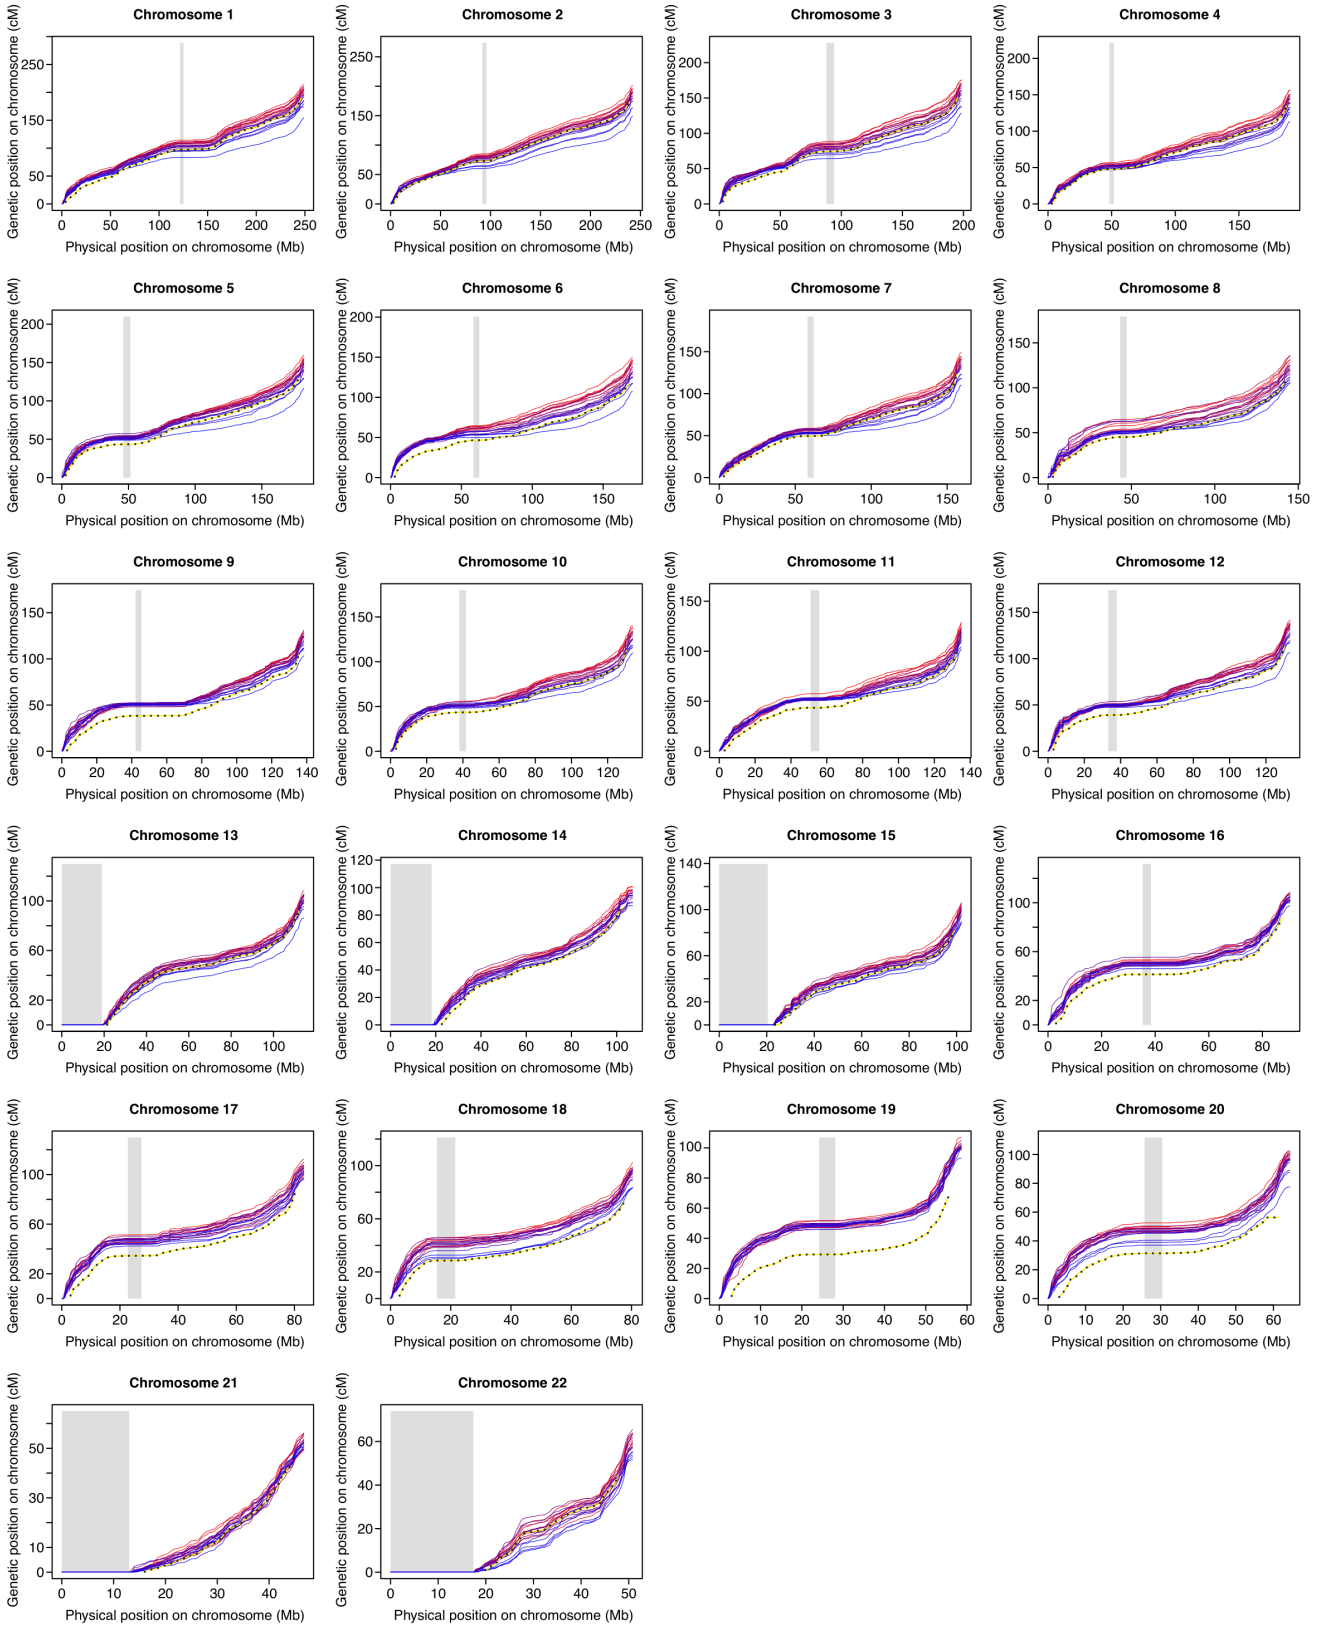 Chromosome 1
Genetic position on chromosome (cM)
50
150
250
0 50 100 150 200 250
Physical position on chromosome (Mb)
Chromosome 2
Genetic position on chromosome (cM)
0
50
150
250
0 50 100 150 200 250
Physical position on chromosome (Mb)
Chromosome 3
Genetic position on chromosome (cM)
0
50
100
150
200
0 50 100 150 200
Physical position on chromosome (Mb)
Chromosome 4
Genetic position on chromosome (cM)
0
50
100
150
200
0 50 100 150
Physical position on chromosome (Mb)
Chromosome 5
Genetic position on chromosome (cM)
0
50
100
150
200
0 50 100 150
Physical position on chromosome (Mb)
Chromosome 6
Genetic position on chromosome (cM)
0
50
100
150
200
0 50 100 150
Physical position on chromosome (Mb)
Chromosome 7
Genetic position on chromosome (cM)
0
50
100
150
0 50 100 150
Physical position on chromosome (Mb)
Chromosome 8
Genetic position on chromosome (cM)
0
50
100
150
0 50 100 150
Physical position on chromosome (Mb)
Chromosome 9
Genetic position on chromosome (cM)
0
50
100
150
0 20 40 60 80 100 120 140
Physical position on chromosome (Mb)
Chromosome 10
Genetic position on chromosome (cM)
0
50
100
150
0 20 40 60 80 100 120
Physical position on chromosome (Mb)
Chromosome 11
Genetic position on chromosome (cM)
0
50
100
150
0 20 40 60 80 100 120 140
Physical position on chromosome (Mb)
Chromosome 12
Genetic position on chromosome (cM)
0
50
100
150
0 20 40 60 80 100 120
Physical position on chromosome (Mb)
Chromosome 13
Genetic position on chromosome (cM)
0
20
60
100
0 20 40 60 80 100
Physical position on chromosome (Mb)
Chromosome 14
Genetic position on chromosome (cM)
0
20
40
60
80
100
120
0 20 40 60 80 100
Physical position on chromosome (Mb)
Chromosome 15
Genetic position on chromosome (cM)
0
20
60
100
140
0 20 40 60 80 100
Physical position on chromosome (Mb)
Chromosome 16
Genetic position on chromosome (cM)
0
20
60
100
0 20 40 60 80
Physical position on chromosome (Mb)
Chromosome 17
Genetic position on chromosome (cM)
0
20
60
100
0 20 40 60 80
Physical position on chromosome (Mb)
Chromosome 18
Genetic position on chromosome (cM)
0
20
60
100
0 20 40 60 80
Physical position on chromosome (Mb)
Chromosome 19
Genetic position on chromosome (cM)
0
20
40
60
80
100
0 10 20 30 40 50 60
Physical position on chromosome (Mb)
Chromosome 20
Genetic position on chromosome (cM)
0
20
40
60
80
100
0 10 20 30 40 50 60
Physical position on chromosome (Mb)
Chromosome 21
Genetic position on chromosome (cM)
0
10
30
50
0 10 20 30 40
Physical position on chromosome (Mb)
Chromosome 22
Genetic position on chromosome (cM)
0
20
40
60
0 10 20 30 40 50
Physical position on chromosome (Mb)